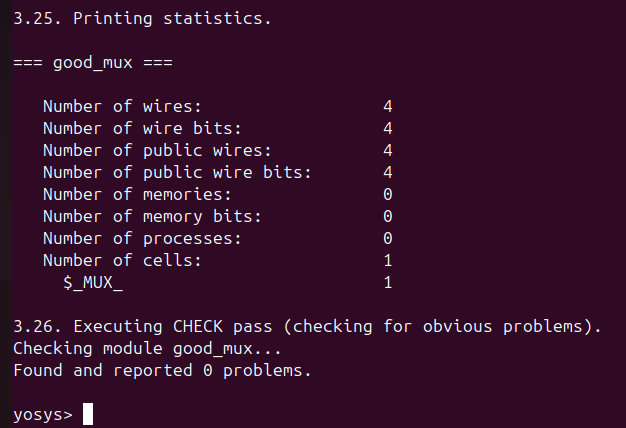 3.25. Printing statistics.
=== good_mux ===
Number of wires: 4
Number of wire bits: 4
Number of public wires: 4
Number of public wire bits: 4
Number of memories: 0
Number of memory bits: 0
Number of processes: 0
Number of cells: 1
$_MUX_ 1
3.26. Executing CHECK pass (checking for obvious problems).
Checking module good_mux...
Found and reported 0 problems.
yosys>